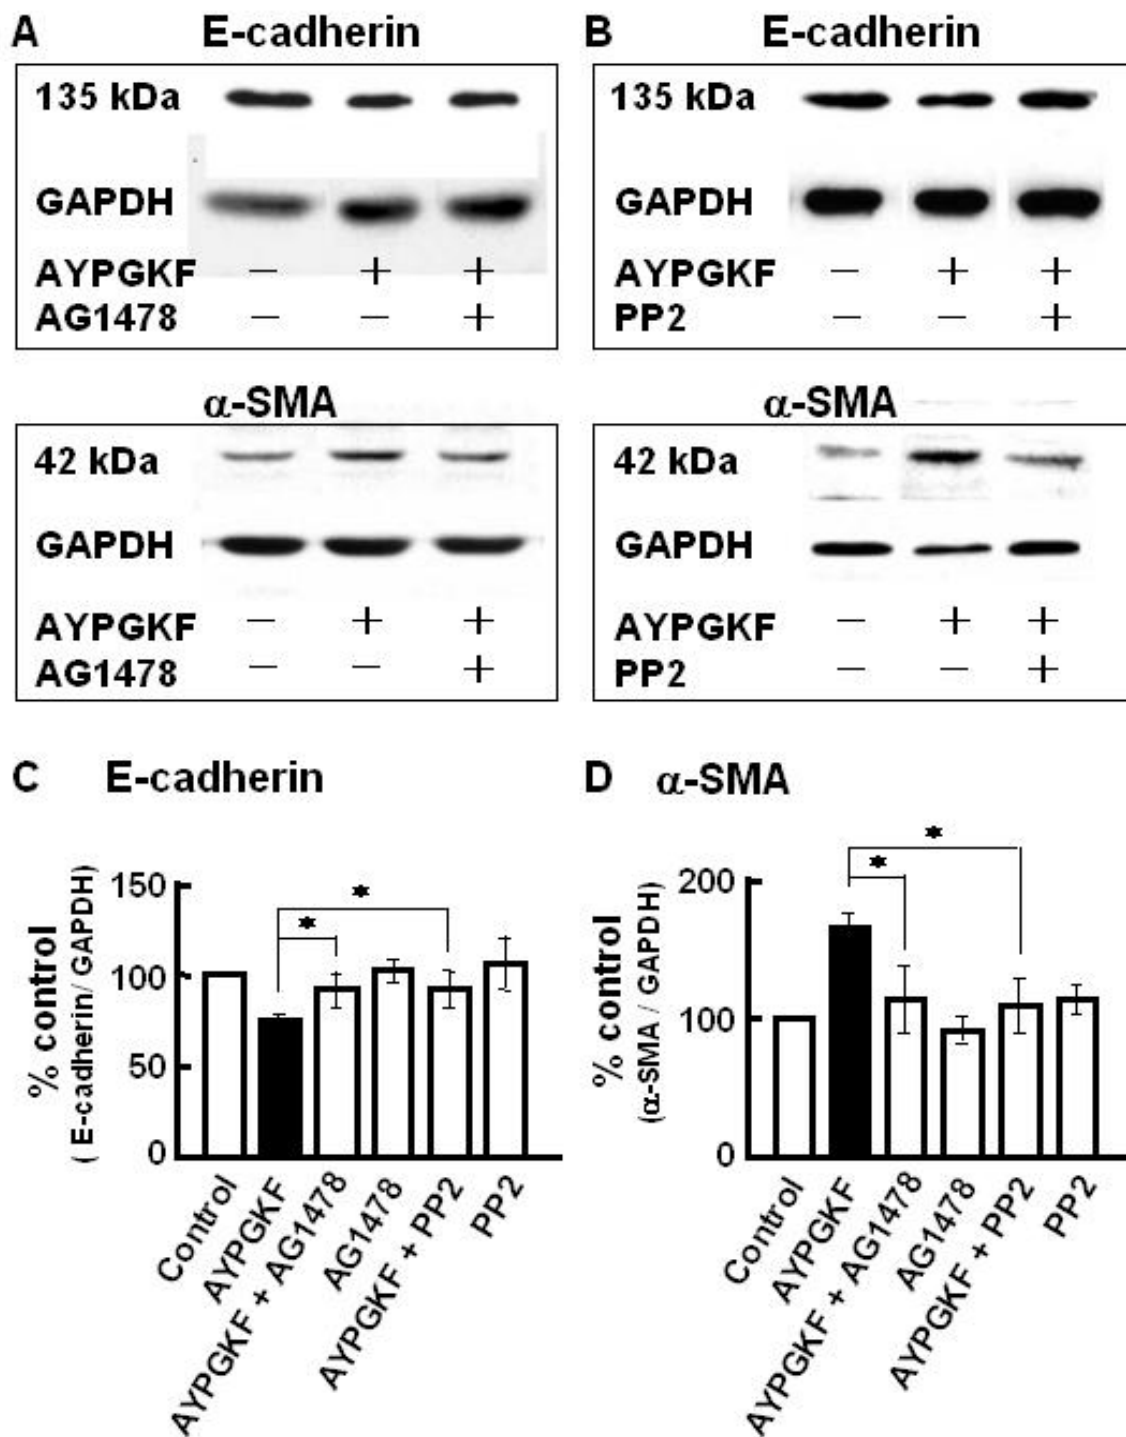 A E-cadherin
135 kDa
GAPDH
AYPGKF − + +
AG1478 − − +
B E-cadherin
135 kDa
GAPDH
AYPGKF − + +
PP2 − − +
α-SMA
42 kDa
GAPDH
AYPGKF − + +
AG1478 − − +
α-SMA
42 kDa
GAPDH
AYPGKF − + +
PP2 − − +
C E-cadherin
% control
( E-cadherin/ GAPDH)
150
100
50
0
*
*
Control
AYPGKF
AYPGKF + AG1478
AG1478
AYPGKF + PP2
PP2
D α-SMA
% control
(α-SMA / GAPDH)
200
100
0
*
*
Control
AYPGKF
AYPGKF + AG1478
AG1478
AYPGKF + PP2
PP2